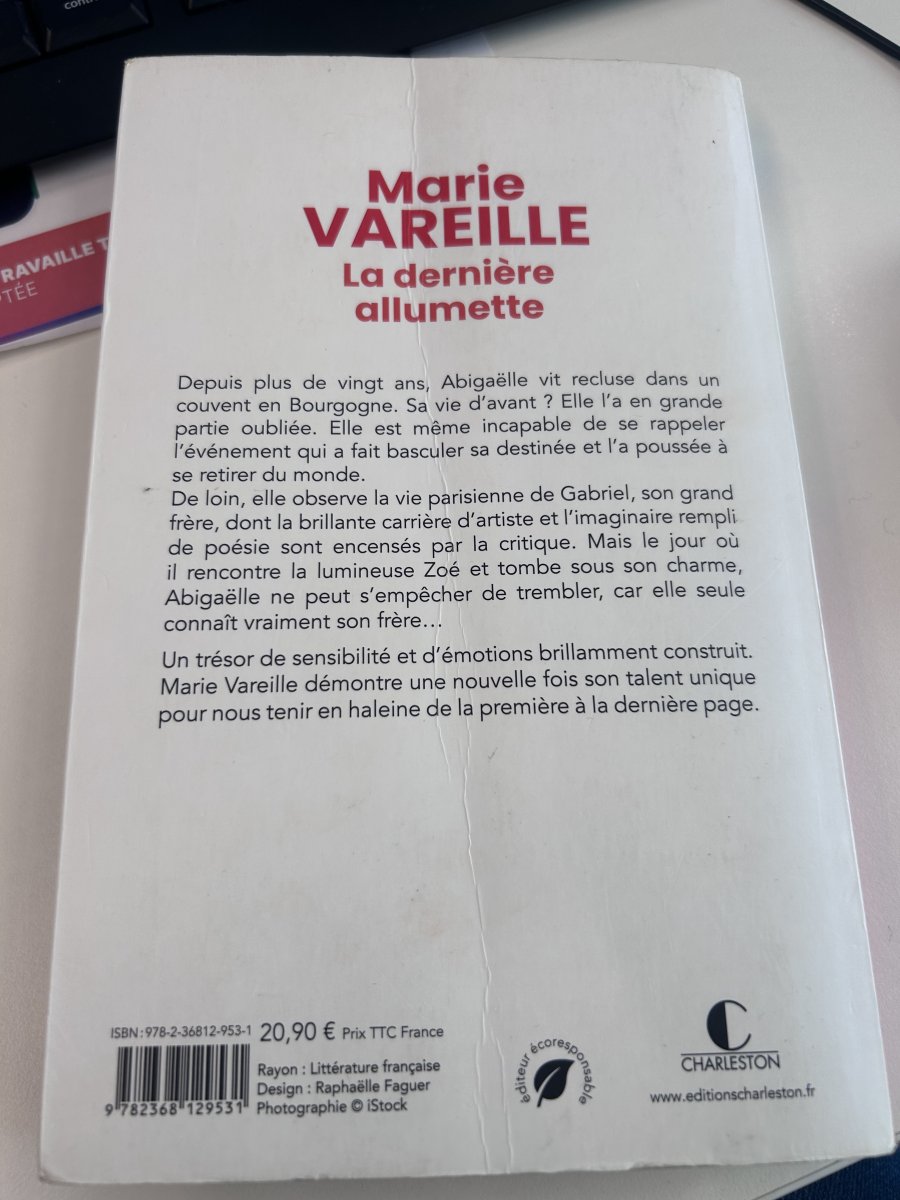 contr
RAVAILLE T
TÉE
Marie
VAREILLE
La dernière
allumette
Depuis plus de vingt ans, Abigaëlle vit recluse dans un
couvent en Bourgogne. Sa vie d'avant ? Elle l'a en grande
partie oubliée. Elle est même incapable de se rappeler
l'événement qui a fait basculer sa destinée et l'a poussée à
se retirer du monde.
De loin, elle observe la vie parisienne de Gabriel, son grand
frère, dont la brillante carrière d'artiste et l'imaginaire rempli
de poésie sont encensés par la critique. Mais le jour où
il rencontre la lumineuse Zoé et tombe sous son charme,
Abigaëlle ne peut s'empêcher de trembler, car elle seule
connaît vraiment son frère…
Un trésor de sensibilité et d'émotions brillamment construit.
Marie Vareille démontre une nouvelle fois son talent unique
pour nous tenir en haleine de la première à la dernière page.
ISBN : 978-2-36812-953-1 20,90 € Prix TTC France
Rayon : Littérature française
Design : Raphaëlle Faguer
Photographie © iStock
9 782368 129531
éditeur écoresponsable
CHARLESTON
www.editionscharleston.fr